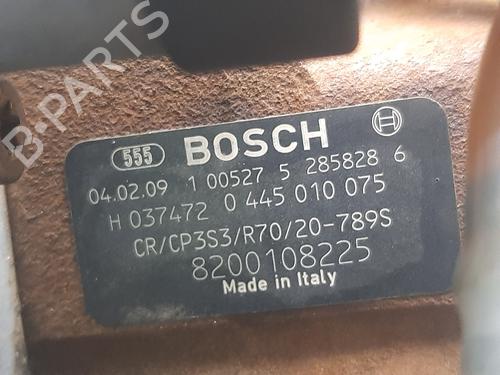 B-PARTS
555 BOSCH
04.02.09 1 00527 5 285828 6
H 037472 0 445 010 075
CR/CP3S3/R70/20-789S
8200108225
Made in Italy